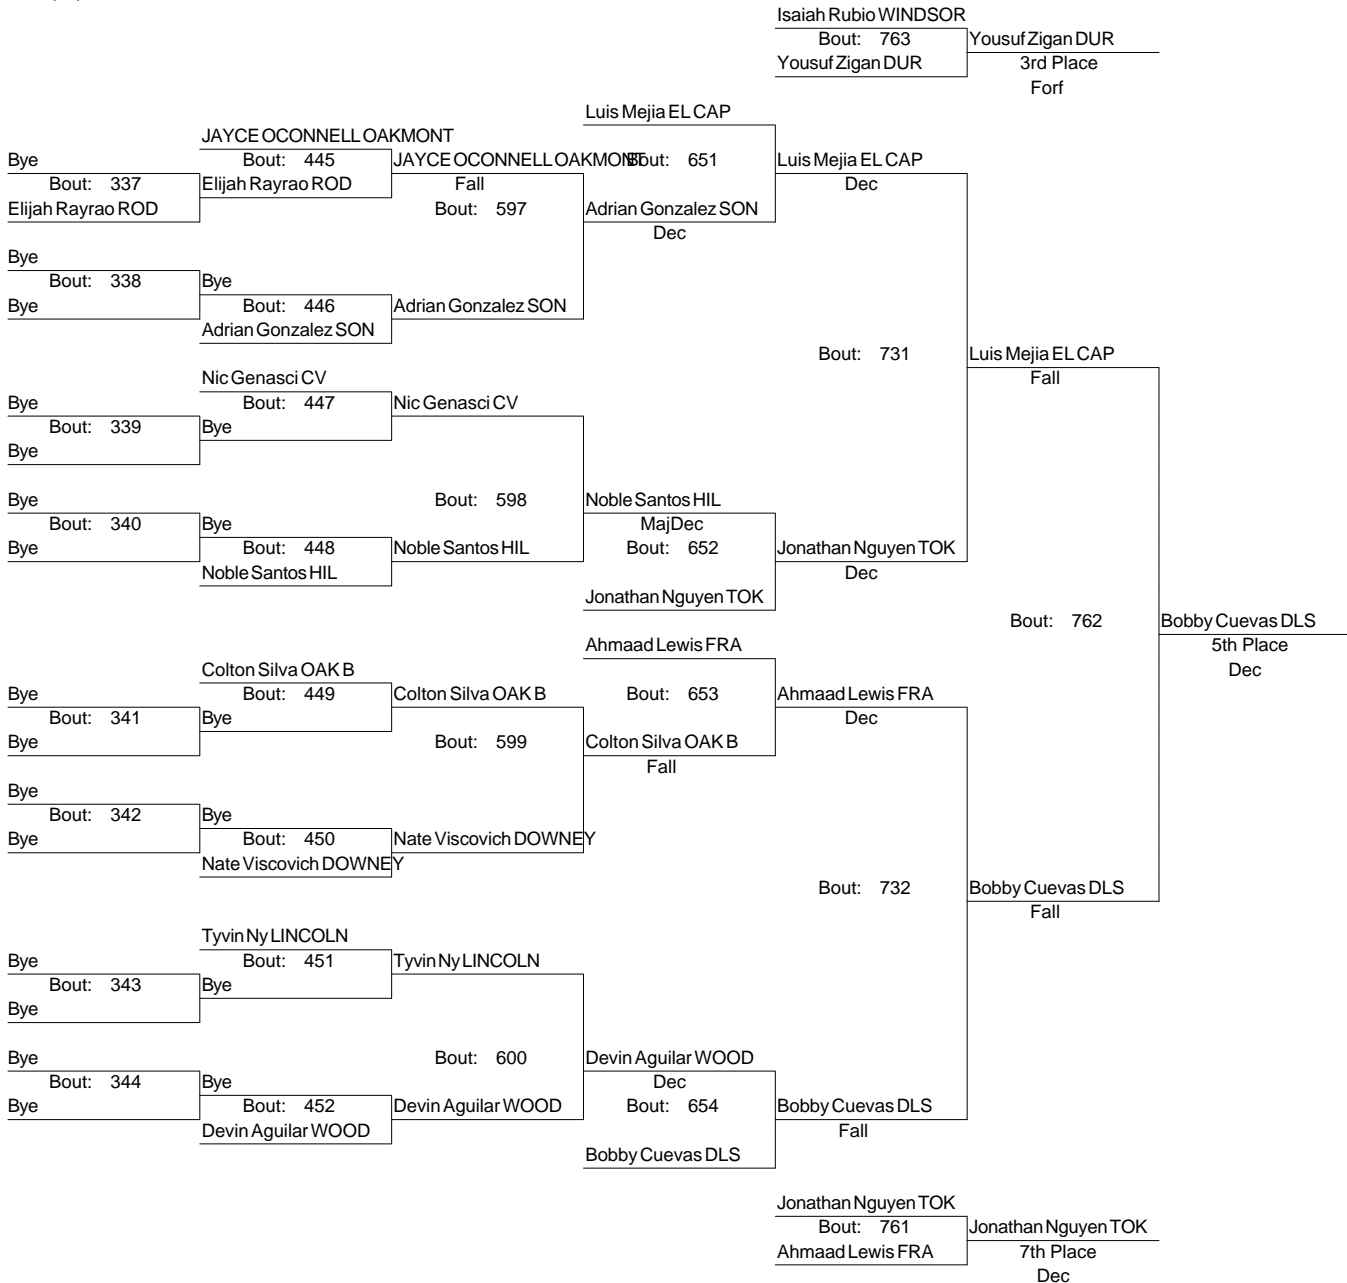 Isaiah Rubio WINDSOR
Bout: 763
Yousuf Zigan DUR
Yousuf Zigan DUR
3rd Place
Forf
Luis Mejia EL CAP
JAYCE OCONNELL OAKMONT
Bye
Bout: 445
JAYCE OCONNELL OAKMONT
Bout: 651
Luis Mejia EL CAP
Bout: 337
Elijah Rayrao ROD
Fall
Dec
Elijah Rayrao ROD
Bout: 597
Adrian Gonzalez SON
Dec
Bye
Bout: 338
Bye
Bye
Bout: 446
Adrian Gonzalez SON
Adrian Gonzalez SON
Bout: 731
Luis Mejia EL CAP
Fall
Nic Genasci CV
Bye
Bout: 447
Nic Genasci CV
Bout: 339
Bye
Bye
Bye
Bout: 598
Noble Santos HIL
Bout: 340
Bye
MajDec
Bye
Bout: 448
Noble Santos HIL
Bout: 652
Jonathan Nguyen TOK
Noble Santos HIL
Dec
Jonathan Nguyen TOK
Bout: 762
Bobby Cuevas DLS
5th Place
Dec
Ahmaad Lewis FRA
Colton Silva OAK B
Bye
Bout: 449
Colton Silva OAK B
Bout: 653
Ahmaad Lewis FRA
Bout: 341
Bye
Dec
Bye
Bout: 599
Colton Silva OAK B
Fall
Bye
Bout: 342
Bye
Bye
Bout: 450
Nate Viscovich DOWNEY
Nate Viscovich DOWNEY
Bout: 732
Bobby Cuevas DLS
Fall
Tyvin Ny LINCOLN
Bye
Bout: 451
Tyvin Ny LINCOLN
Bout: 343
Bye
Bye
Bye
Bout: 600
Devin Aguilar WOOD
Bout: 344
Bye
Dec
Bye
Bout: 452
Devin Aguilar WOOD
Bout: 654
Bobby Cuevas DLS
Devin Aguilar WOOD
Fall
Bobby Cuevas DLS
Jonathan Nguyen TOK
Bout: 761
Jonathan Nguyen TOK
Ahmaad Lewis FRA
7th Place
Dec